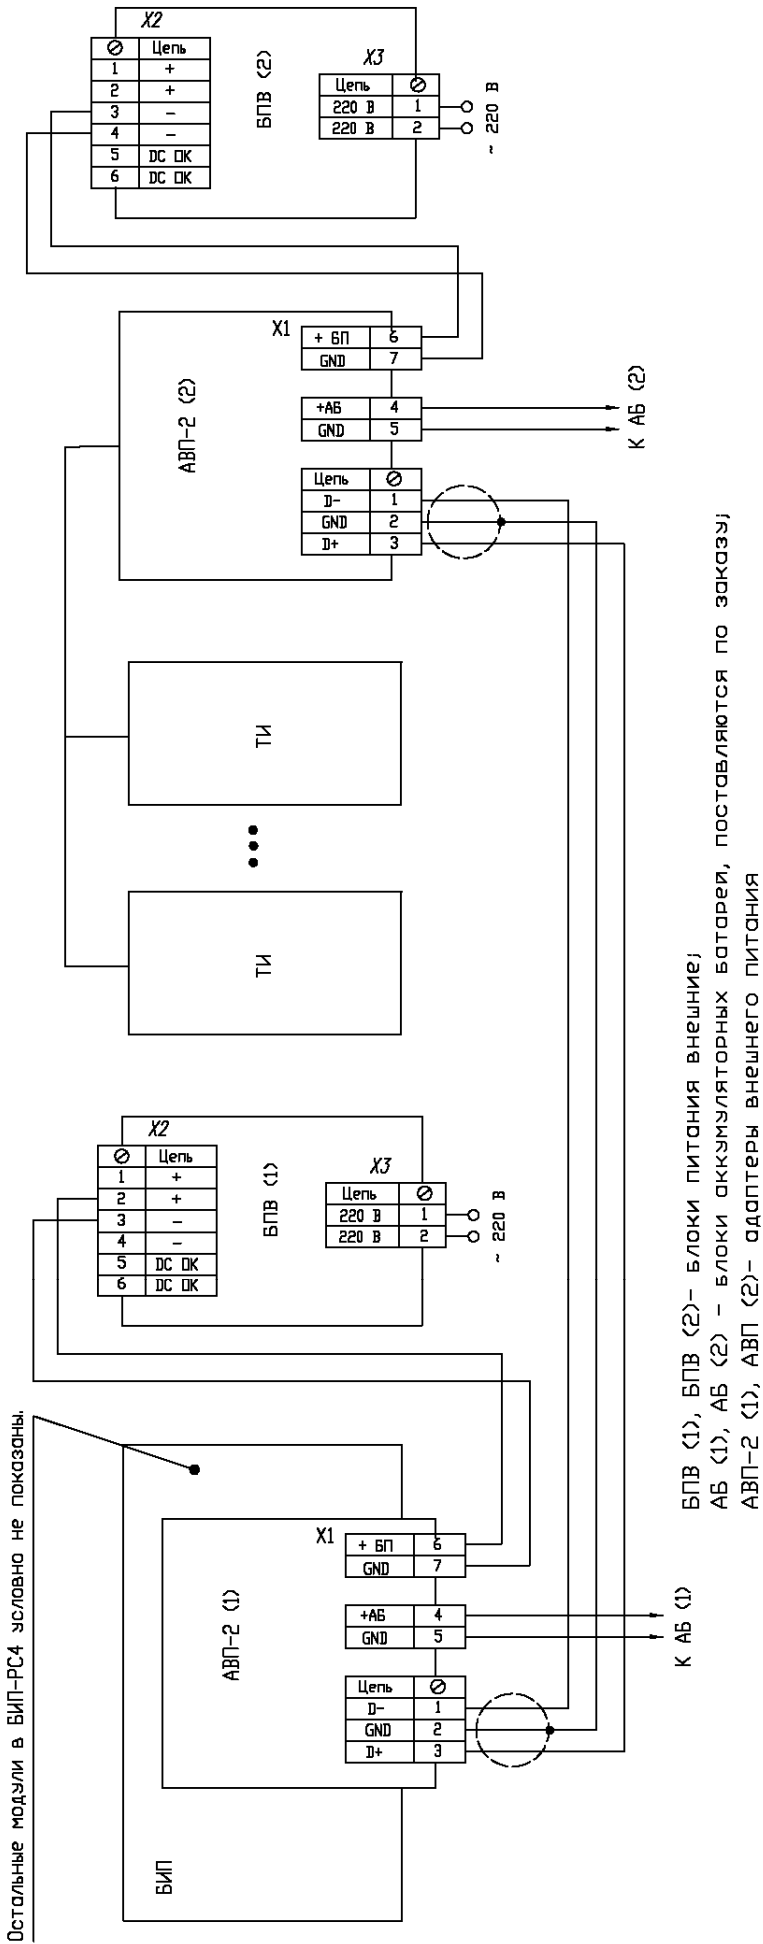 X2
⊘ Цепь
1 +
2 +
3 −
4 −
5 DC OK
6 DC OK
БПВ (2)
X3
Цепь ⊘
220 В 1
220 В 2
~ 220 В
X1
+ БП 6
GND 7
+АБ 4
GND 5
Цепь ⊘
D- 1
GND 2
D+ 3
АВП-2 (2)
К АБ (2)
ТИ
ТИ
X2
⊘ Цепь
1 +
2 +
3 −
4 −
5 DC OK
6 DC OK
БПВ (1)
X3
Цепь ⊘
220 В 1
220 В 2
~ 220 В
Остальные модули в БИП-РС4 условно не показаны.
X1
+ БП 6
GND 7
+АБ 4
GND 5
Цепь ⊘
D- 1
GND 2
D+ 3
АВП-2 (1)
К АБ (1)
БИП
БПВ (1), БПВ (2)- блоки питания внешние;
АБ (1), АБ (2) - блоки аккумуляторных батарей, поставляются по заказу;
АВП-2 (1), АВП (2)- адаптеры внешнего питания